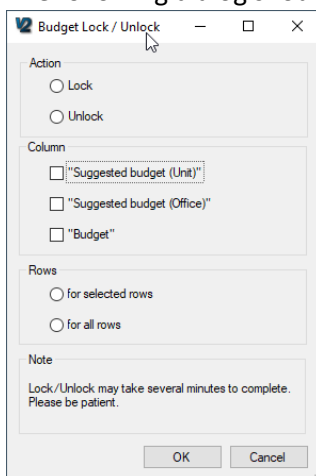 Budget Lock / Unlock
Action
Lock
Unlock
Column
"Suggested budget (Unit)"
"Suggested budget (Office)"
"Budget"
Rows
for selected rows
for all rows
Note
Lock/Unlock may take several minutes to complete.
Please be patient.
OK Cancel